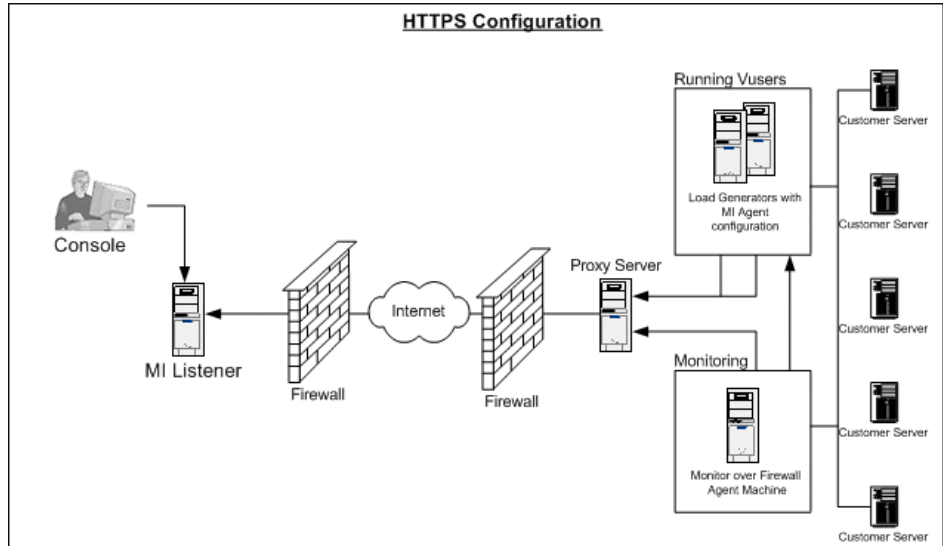 HTTPS Configuration
Running Vusers
Customer Server
Load Generators with
MI Agent
configuration
Customer Server
Console
Proxy Server
Internet
Customer Server
MI Listener
Monitoring
Firewall
Firewall
Customer Server
Monitor over Firewall
Agent Machine
Customer Server